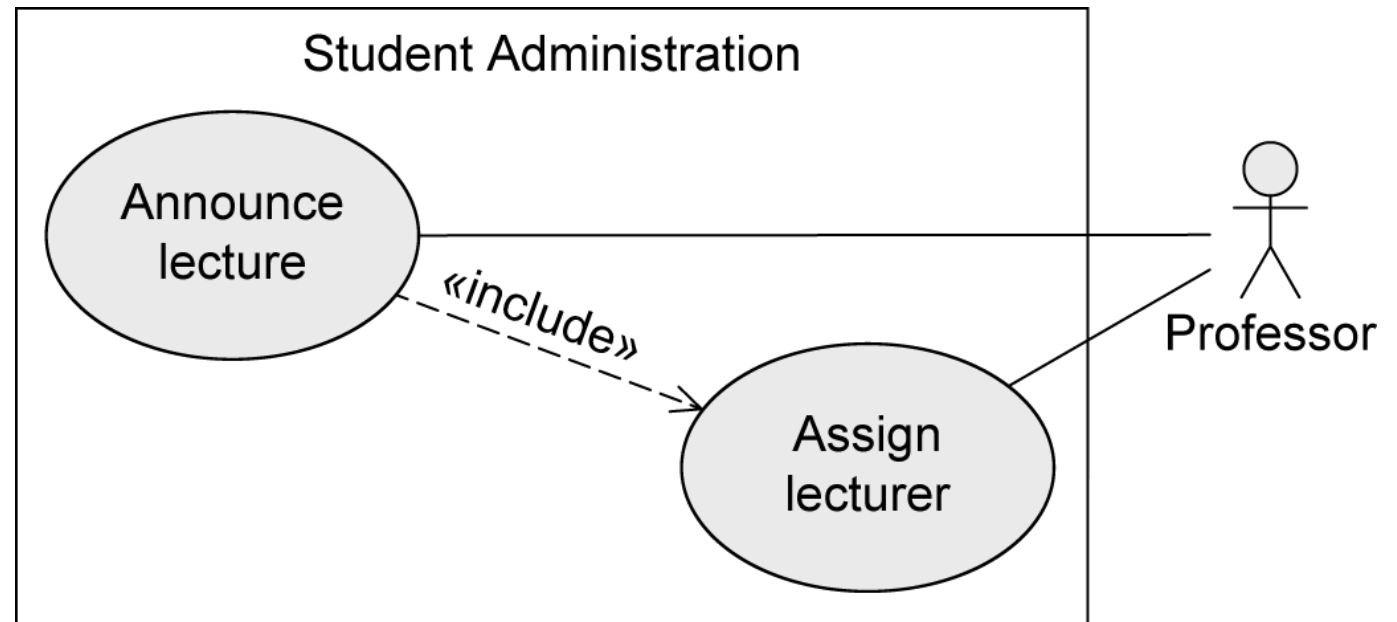 Student Administration
Announce
lecture
«include»
Professor
Assign
lecturer